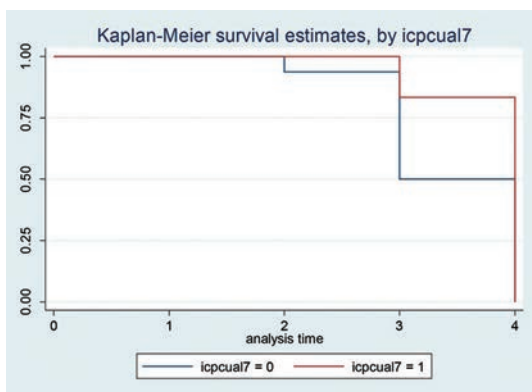 Kaplan-Meier survival estimates, by icpcual7
1.00
0.75
0.50
0.25
0.00
0 1 2 3 4
analysis time
icpcual7 = 0 icpcual7 = 1